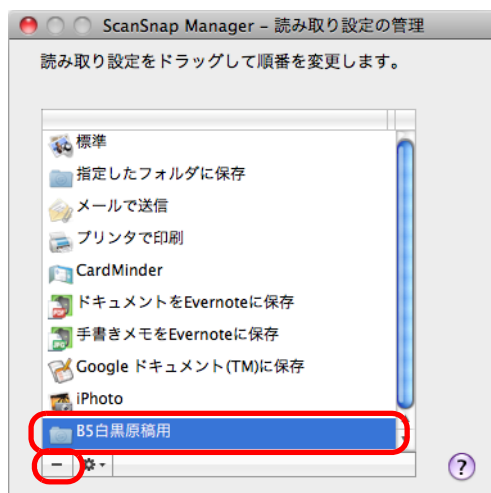 ScanSnap Manager – 読み取り設定の管理
読み取り設定をドラッグして順番を変更します。
標準
指定したフォルダに保存
メールで送信
プリンタで印刷
CardMinder
ドキュメントをEvernoteに保存
手書きメモをEvernoteに保存
Google ドキュメント(TM)に保存
iPhoto
B5白黒原稿用
?